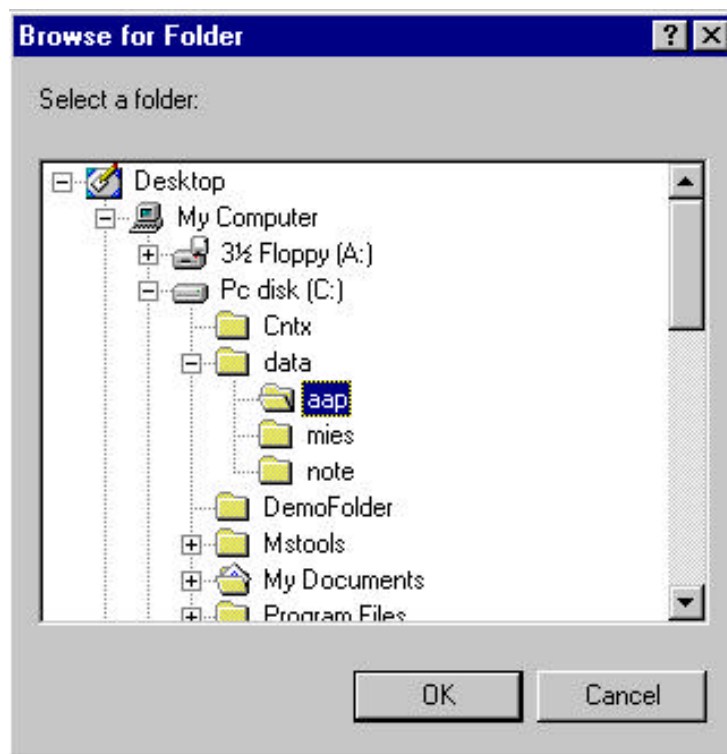 Browse for Folder
Select a folder:
Desktop
My Computer
3½ Floppy (A:)
Pc disk (C:)
Cntx
data
aap
mies
note
DemoFolder
Mstools
My Documents
Program Files
OK Cancel